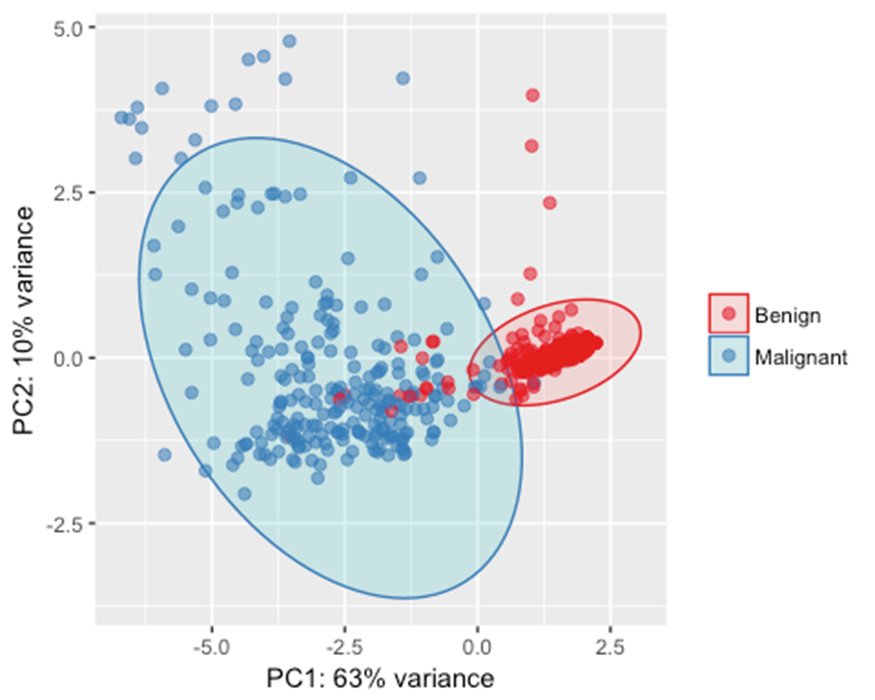 5.0
2.5
0.0
-2.5
PC2: 10% variance
-5.0 -2.5 0.0 2.5
PC1: 63% variance
Benign
Malignant